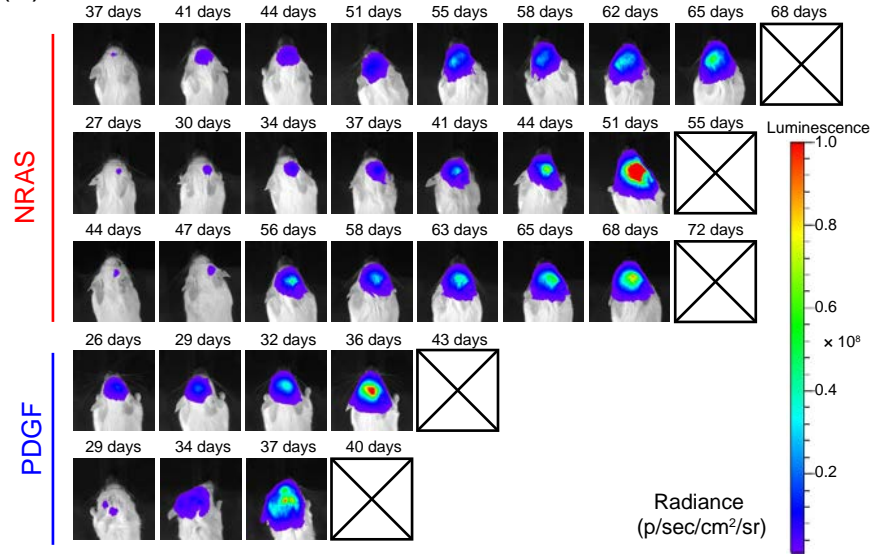 37 days 41 days 44 days 51 days 55 days 58 days 62 days 65 days 68 days
NRAS
27 days 30 days 34 days 37 days 41 days 44 days 51 days 55 days
44 days 47 days 56 days 58 days 63 days 65 days 68 days 72 days
PDGF
26 days 29 days 32 days 36 days 43 days
29 days 34 days 37 days 40 days
Luminescence
1.0
0.8
0.6
× 10⁸
0.4
0.2
Radiance
(p/sec/cm²/sr)